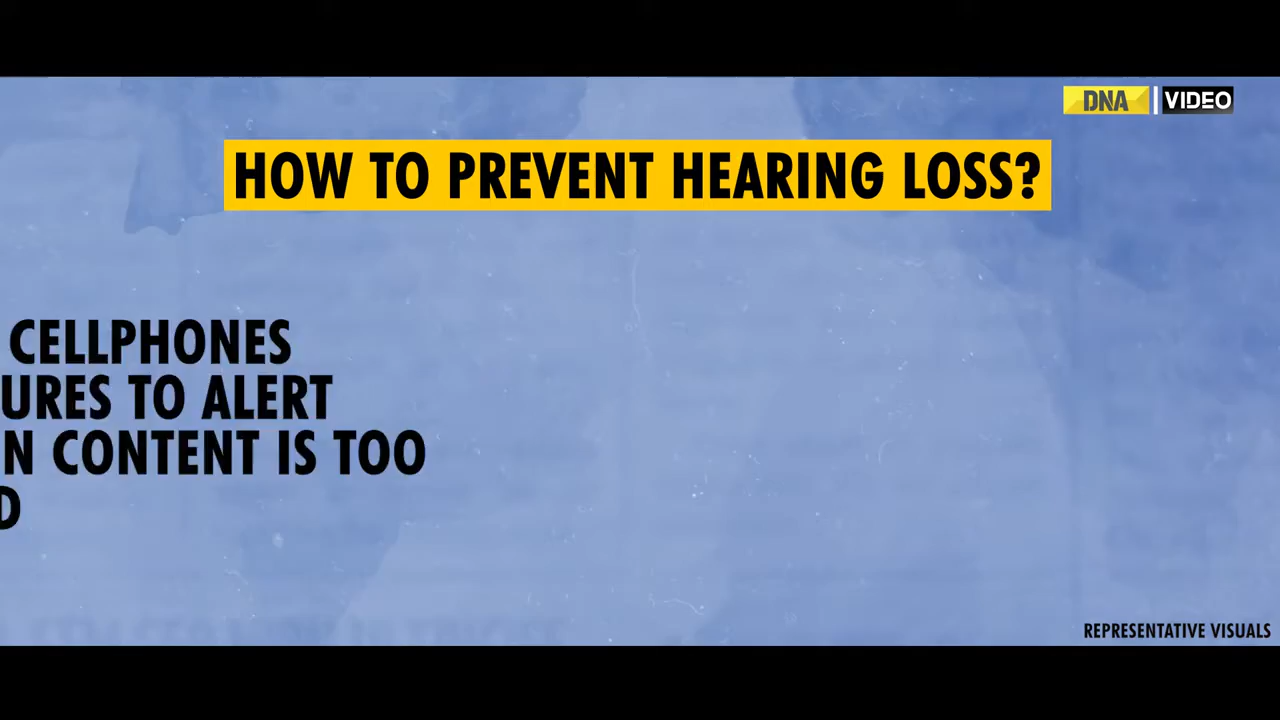 DNA VIDEO
HOW TO PREVENT HEARING LOSS?
CELLPHONES
URES TO ALERT
N CONTENT IS TOO
D
REPRESENTATIVE VISUALS